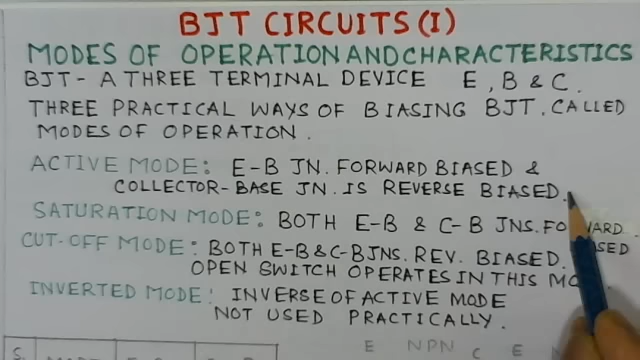 BJT CIRCUITS (I)
MODES OF OPERATION AND CHARACTERISTICS
BJT - A THREE TERMINAL DEVICE E, B & C.
THREE PRACTICAL WAYS OF BIASING BJT. CALLED
MODES OF OPERATION.
ACTIVE MODE: E-B JN. FORWARD BIASED &
COLLECTOR-BASE JN. IS REVERSE BIASED.
SATURATION MODE: BOTH E-B & C-B JNS.
CUT-OFF MODE: BOTH E-B & C-B JNS. REV. BIASED.
OPEN SWITCH OPERATES IN THIS
INVERTED MODE: INVERSE OF ACTIVE MODE
NOT USED PRACTICALLY.
E NPN C E
S.